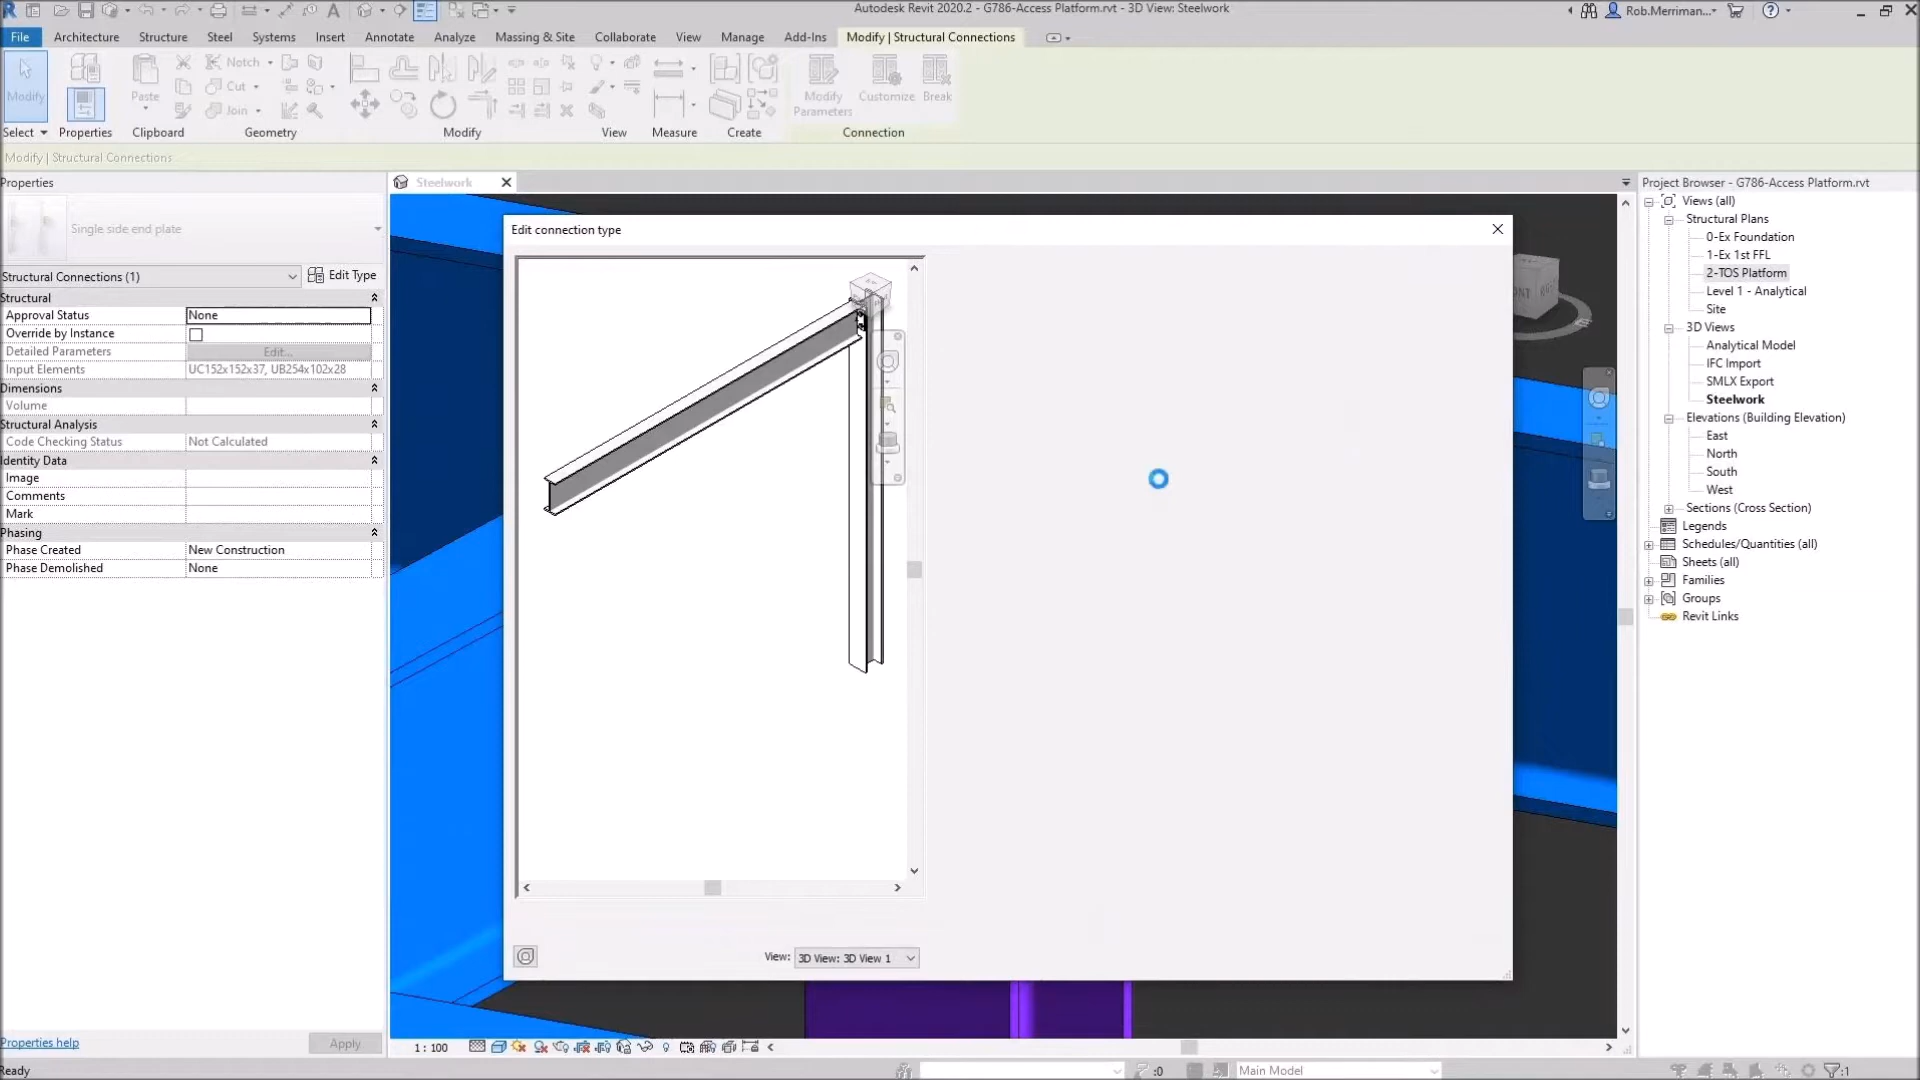 Autodesk Revit 2020.2 - G786-Access Platform.rvt - 3D View: Steelwork
Rob.Merriman...
File Architecture Structure Steel Systems Insert Annotate Analyze Massing & Site Collaborate View Manage Add-Ins Modify | Structural Connections
Modify
Paste
Notch
Cut
Join
Modify Parameters
Customize
Break
Select Properties Clipboard Geometry Modify View Measure Create Connection
Modify | Structural Connections
Properties
Single side end plate
Structural Connections (1)
Edit Type
Structural
Approval Status None
Override by Instance
Detailed Parameters Edit...
Input Elements UC152x152x37, UB254x102x28
Dimensions
Volume
Structural Analysis
Code Checking Status Not Calculated
Identity Data
Image
Comments
Mark
Phasing
Phase Created New Construction
Phase Demolished None
Properties help
Apply
Ready
Steelwork
Edit connection type
View: 3D View: 3D View 1
1 : 100
:0
Main Model
:1
Project Browser - G786-Access Platform.rvt
Views (all)
Structural Plans
0-Ex Foundation
1-Ex 1st FFL
2-TOS Platform
Level 1 - Analytical
Site
3D Views
Analytical Model
IFC Import
SMLX Export
Steelwork
Elevations (Building Elevation)
East
North
South
West
Sections (Cross Section)
Legends
Schedules/Quantities (all)
Sheets (all)
Families
Groups
Revit Links